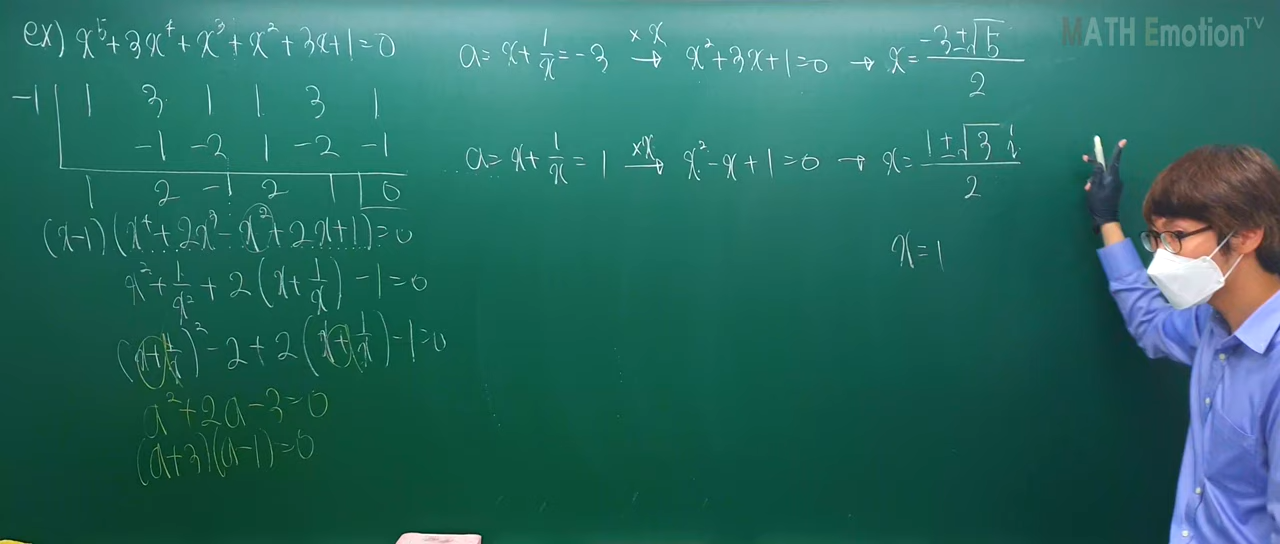 MATH Emotion TV
ex) x⁵+3x⁴+x³+x²+3x+1=0
-1 | 1 3 1 1 3 1
-1 -2 1 -2 -1
1 2 -1 2 1 | 0
(x-1)(x⁴+2x³-x²+2x+1)=0
x²+1/x²+2(x+1/x)-1=0
(x+1/x)²-2+2(x+1/x)-1=0
a²+2a-3=0
(a+3)(a-1)=0
a=x+1/x=-3 →(×x) x²+3x+1=0 → x=(-3±√5)/2
a=x+1/x=1 →(×x) x²-x+1=0 → x=(1±√3 i)/2
x=1